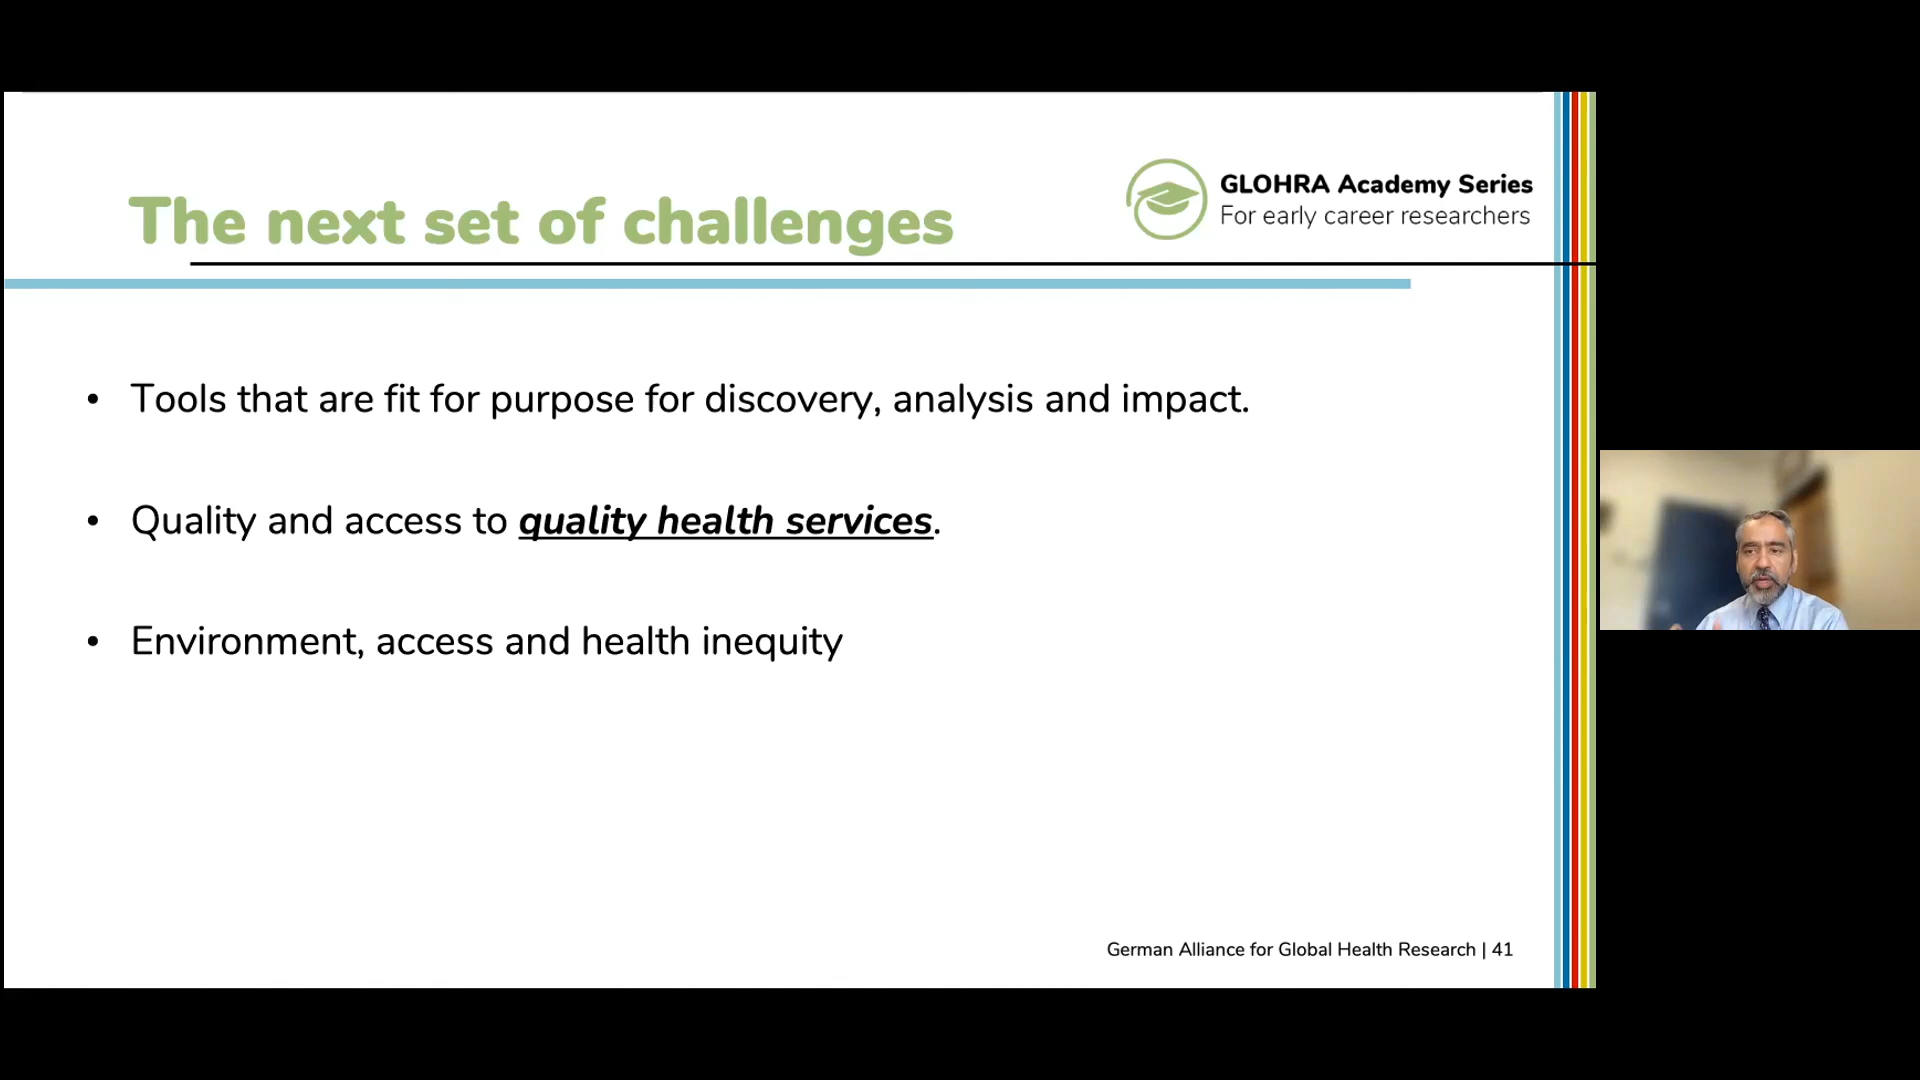 The next set of challenges
GLOHRA Academy Series
For early career researchers
• Tools that are fit for purpose for discovery, analysis and impact.
• Quality and access to quality health services.
• Environment, access and health inequity
German Alliance for Global Health Research | 41